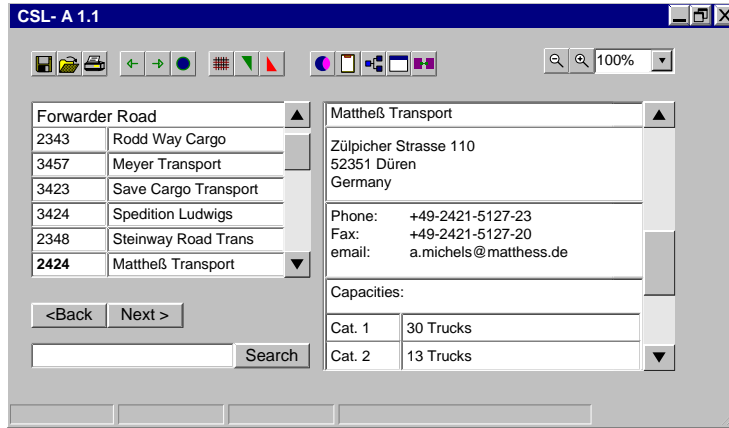 CSL- A 1.1
100%
Forwarder Road
2343 Rodd Way Cargo
3457 Meyer Transport
3423 Save Cargo Transport
3424 Spedition Ludwigs
2348 Steinway Road Trans
2424 Mattheß Transport
<Back Next >
Search
Mattheß Transport
Zülpicher Strasse 110
52351 Düren
Germany
Phone: +49-2421-5127-23
Fax: +49-2421-5127-20
email: a.michels@matthess.de
Capacities:
Cat. 1 30 Trucks
Cat. 2 13 Trucks